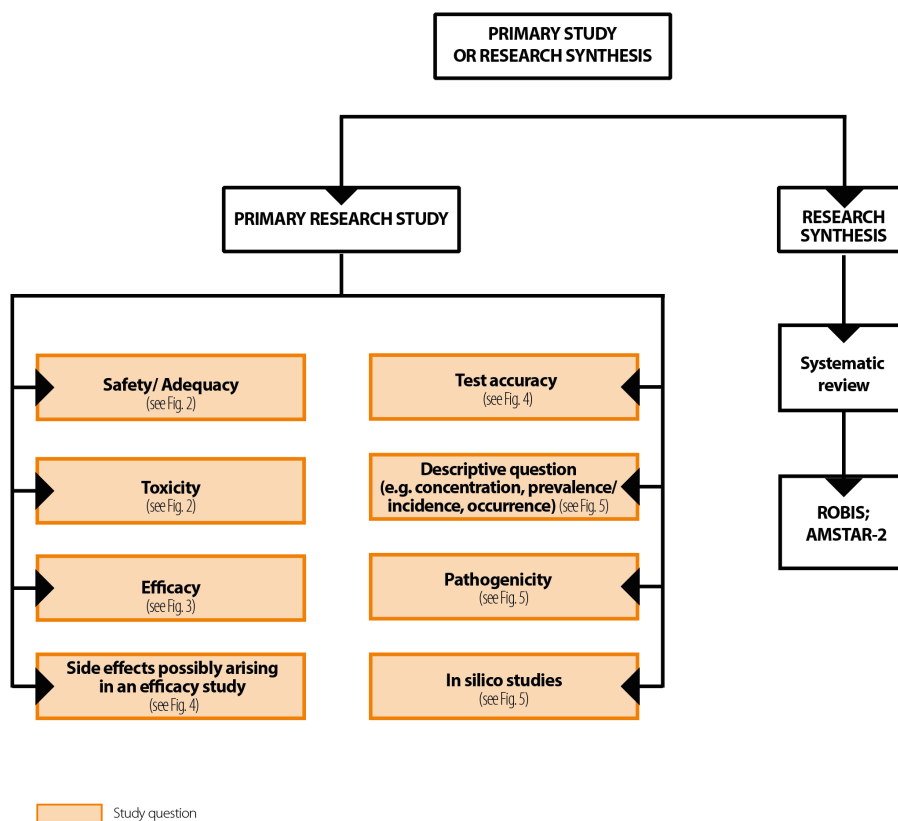 PRIMARY STUDY
OR RESEARCH SYNTHESIS
PRIMARY RESEARCH STUDY
RESEARCH
SYNTHESIS
Safety/ Adequacy
(see Fig. 2)
Toxicity
(see Fig. 2)
Efficacy
(see Fig. 3)
Side effects possibly arising
in an efficacy study
(see Fig. 4)
Test accuracy
(see Fig. 4)
Descriptive question
(e.g. concentration, prevalence/
incidence, occurrence) (see Fig. 5)
Pathogenicity
(see Fig. 5)
In silico studies
(see Fig. 5)
Systematic
review
ROBIS;
AMSTAR-2
Study question